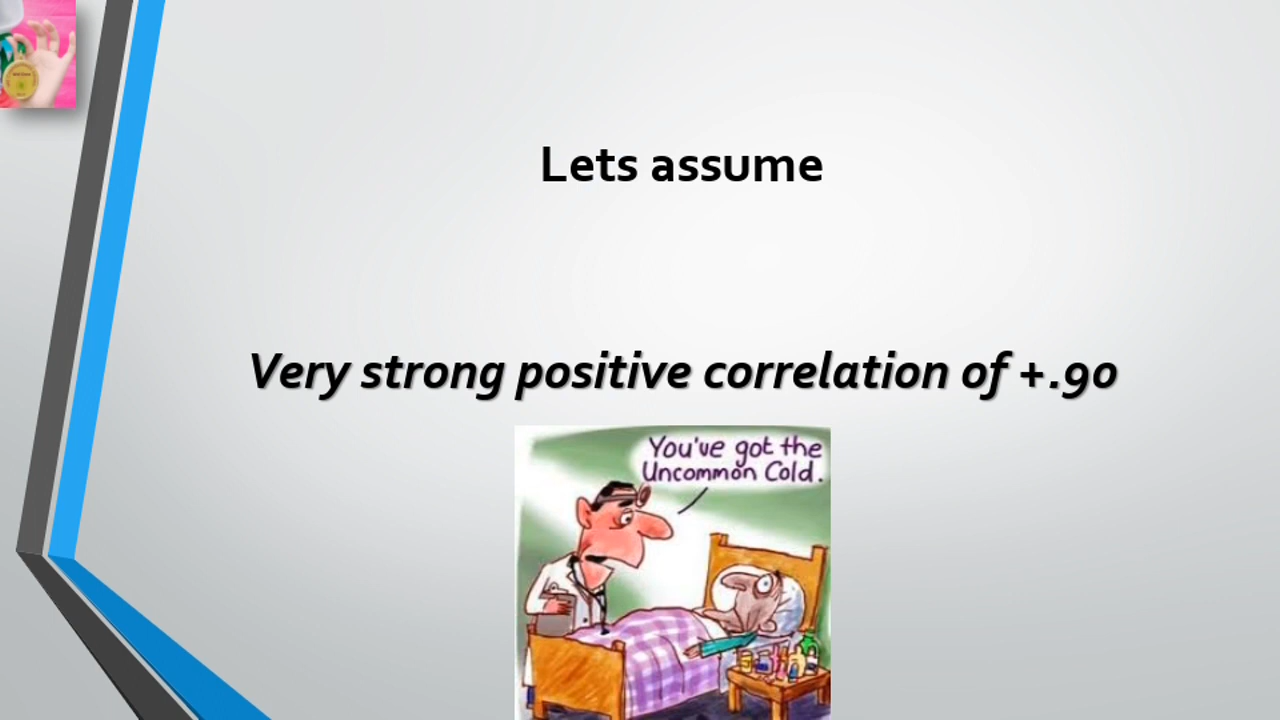 Lets assume
Very strong positive correlation of +.90
You've got the
Uncommon Cold.